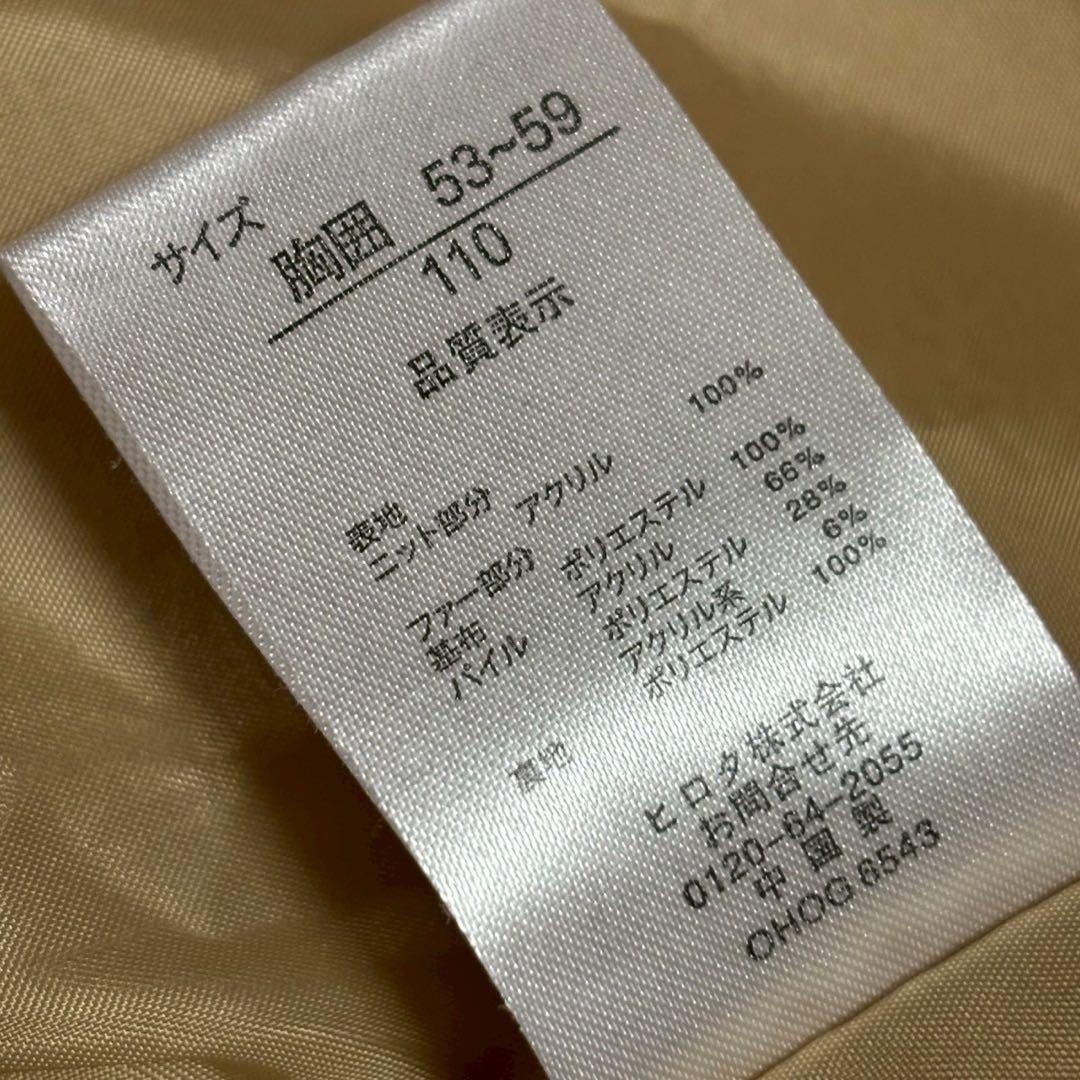 サイズ
胸囲 53~59
110
品質表示
表地
ニット部分 アクリル 100%
ファー部分
基布 ポリエステル 100%
パイル アクリル 66%
ポリエステル 28%
アクリル系 6%
裏地 ポリエステル 100%
ヒロタ株式会社
お問合せ先
0120-64-2055
中国製
OHOG 6543